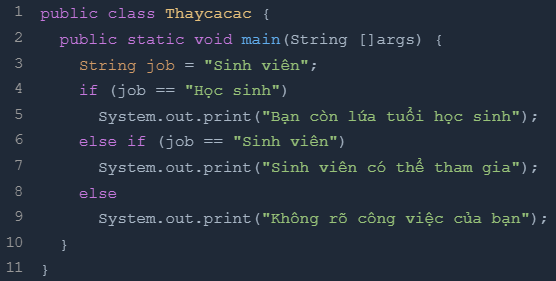 1 public class Thaycacac {
2 public static void main(String []args) {
3 String job = "Sinh viên";
4 if (job == "Học sinh")
5 System.out.print("Bạn còn lứa tuổi học sinh");
6 else if (job == "Sinh viên")
7 System.out.print("Sinh viên có thể tham gia");
8 else
9 System.out.print("Không rõ công việc của bạn");
10 }
11 }